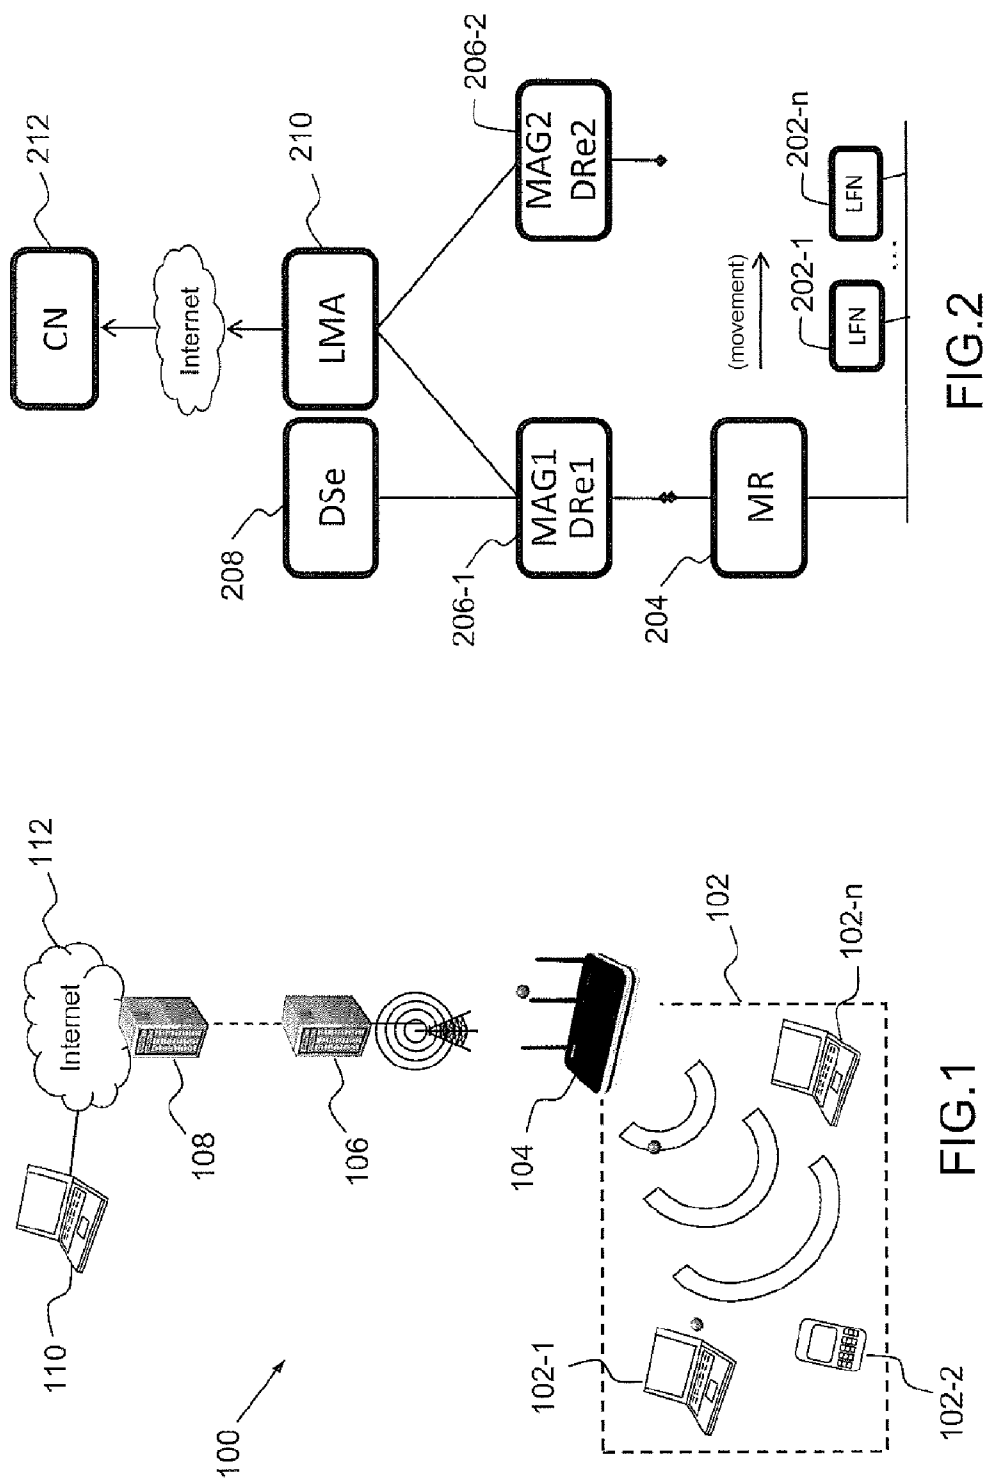 100
110
Internet
112
108
106
104
102
102-1
102-2
102-n
FIG.1
CN
212
Internet
208
DSe
LMA
210
206-1
MAG1
DRe1
MAG2
DRe2
206-2
204
MR
(movement)
202-1
LFN
...
202-n
LFN
FIG.2